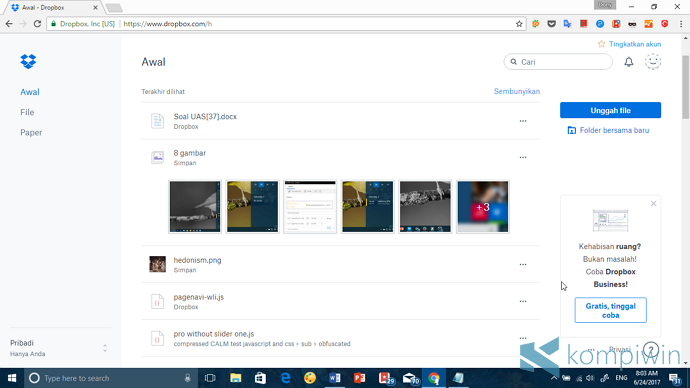 Awal - Dropbox
Dropbox, Inc [US]
https://www.dropbox.com/h
Tingkatkan akun
Awal
Cari
Awal
File
Paper
Terakhir dilihat
Sembunyikan
Unggah file
Folder bersama baru
Soal UAS[37].docx
Dropbox
8 gambar
Simpan
+3
Kehabisan ruang?
Bukan masalah!
Coba Dropbox
Business!
Gratis, tinggal
coba
hedonism.png
Simpan
pagenavi-wli.js
Dropbox
pro without slider one.js
compressed CALM test javascript and css + sub + obfuscated
Pribadi
Hanya Anda
Privasi
?
kompiwin
Type here to search
29
70
ENG
8:03 AM
6/24/2017
31